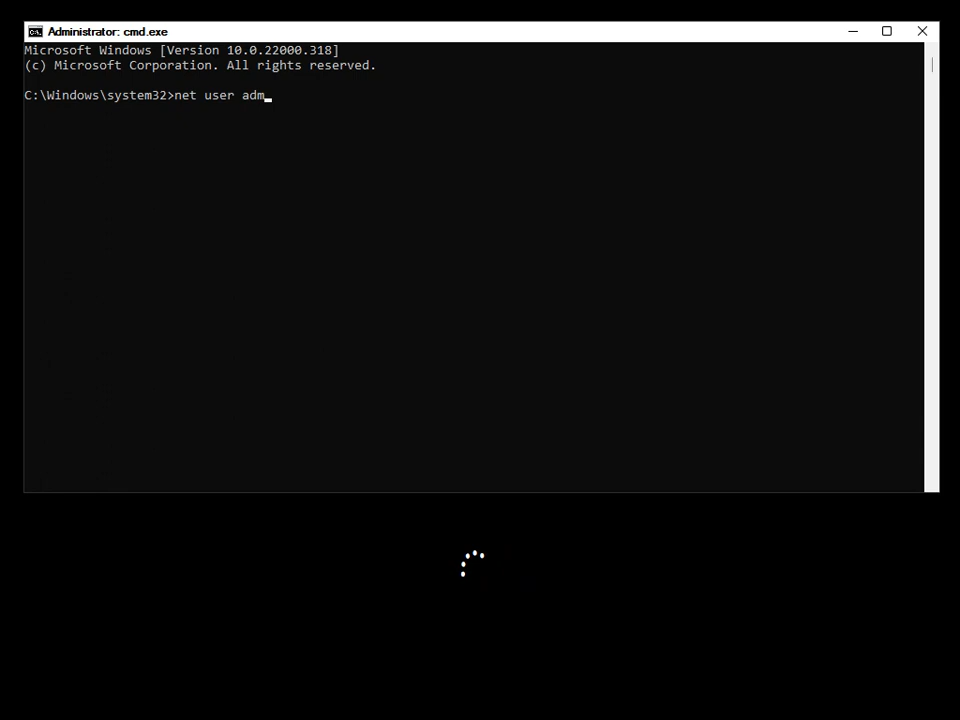 Administrator: cmd.exe
Microsoft Windows [Version 10.0.22000.318]
(c) Microsoft Corporation. All rights reserved.
C:\Windows\system32>net user adm_